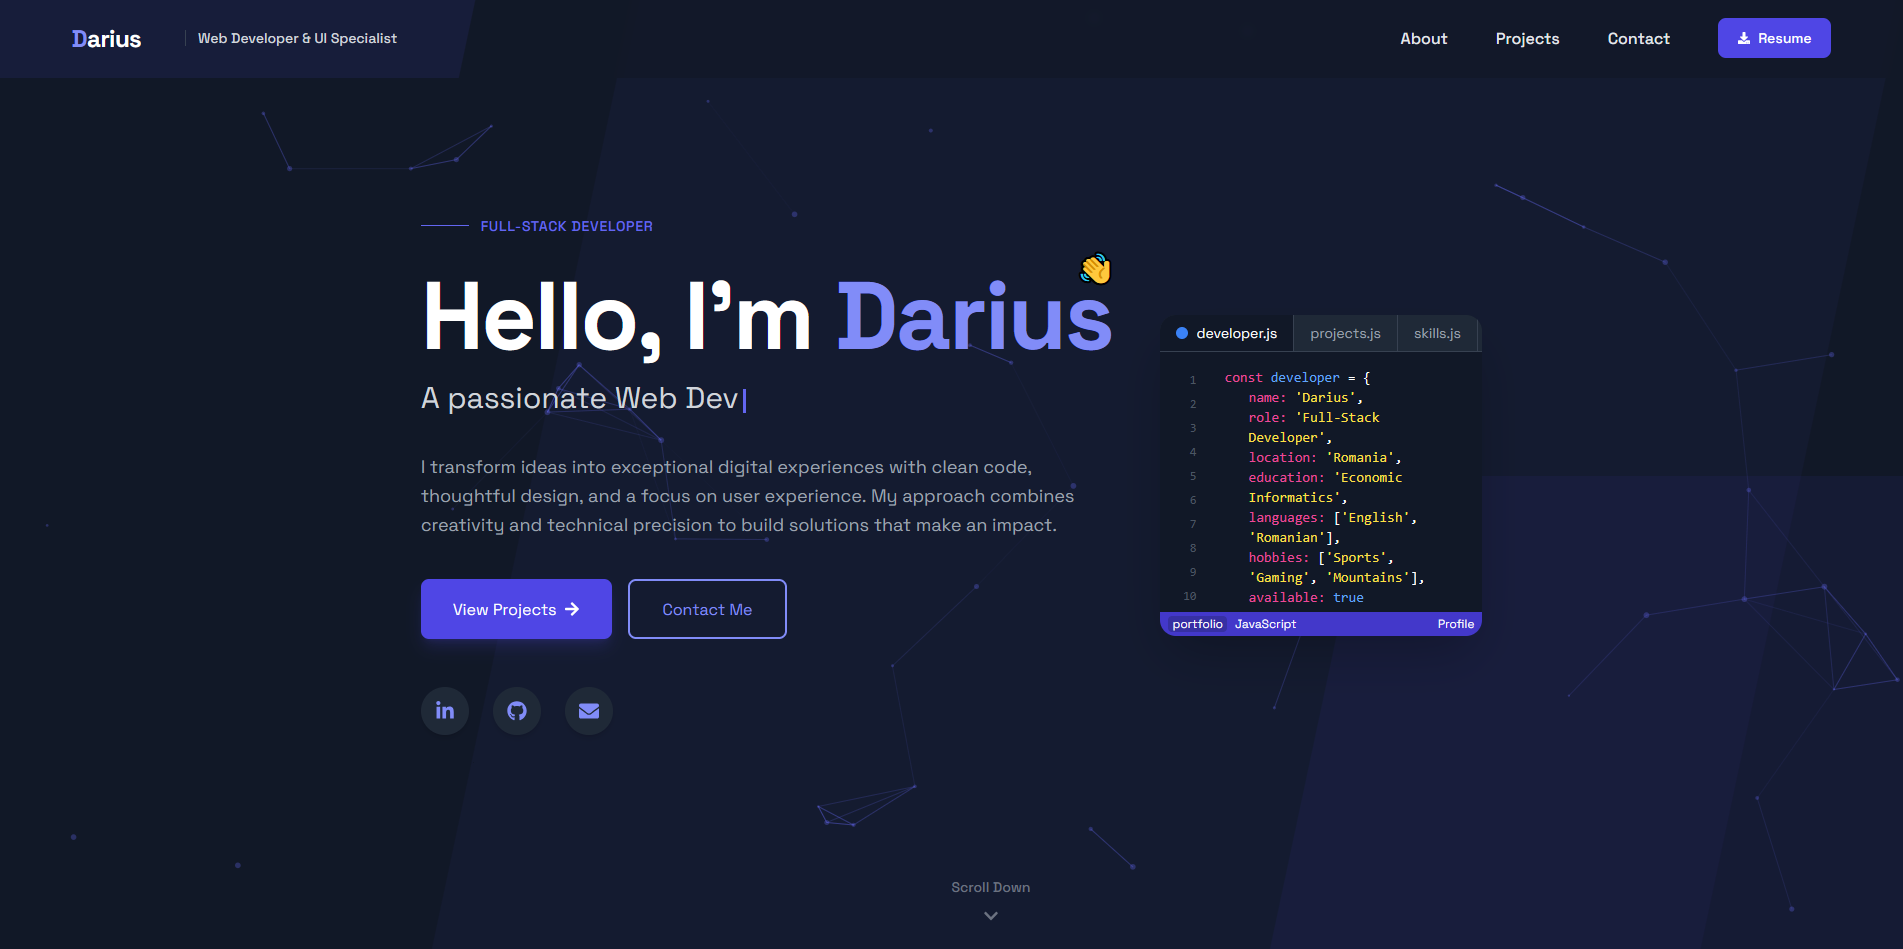 Darius
Web Developer & UI Specialist
About
Projects
Contact
Resume
FULL-STACK DEVELOPER
Hello, I'm Darius
A passionate Web Dev
I transform ideas into exceptional digital experiences with clean code,
thoughtful design, and a focus on user experience. My approach combines
creativity and technical precision to build solutions that make an impact.
View Projects
Contact Me
developer.js
projects.js
skills.js
1
2
3
4
5
6
7
8
9
10
const developer = {
name: 'Darius',
role: 'Full-Stack
Developer',
location: 'Romania',
education: 'Economic
Informatics',
languages: ['English',
'Romanian'],
hobbies: ['Sports',
'Gaming', 'Mountains'],
available: true
portfolio
JavaScript
Profile
Scroll Down